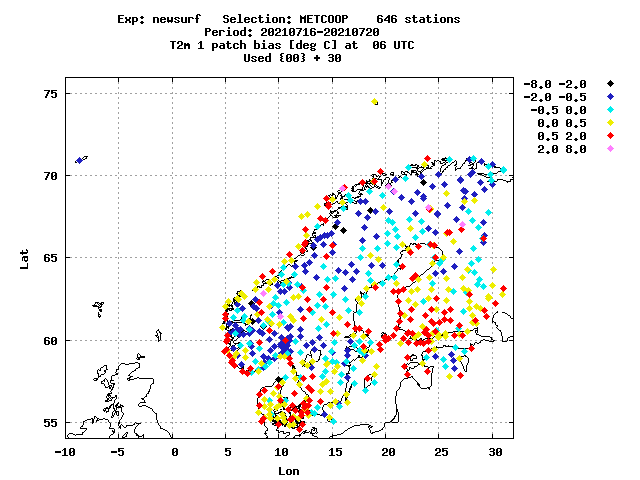 Exp: newsurf Selection: METCOOP 646 stations
Period: 20210716-20210720
T2m 1 patch bias [deg C] at 06 UTC
Used {00} + 30
-8.0 -2.0
-2.0 -0.5
-0.5 0.0
0.0 0.5
0.5 2.0
2.0 8.0
75
70
65
60
55
Lat
-10 -5 0 5 10 15 20 25 30
Lon